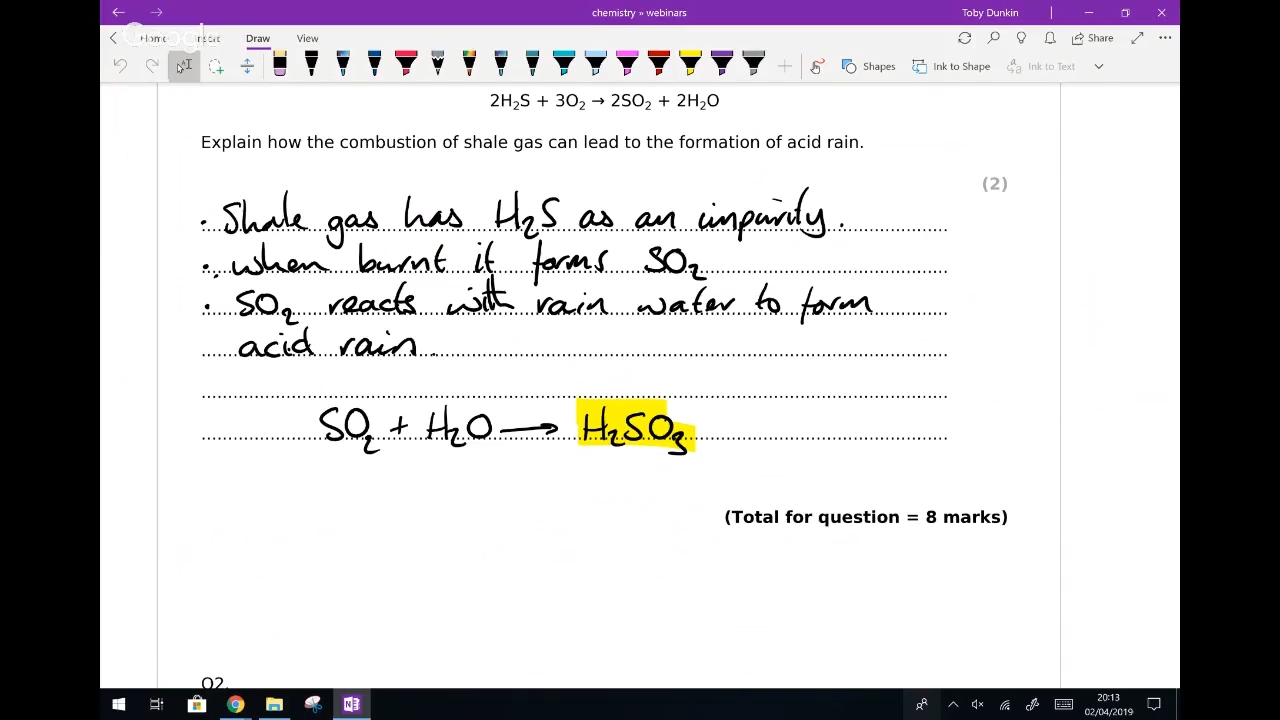 chemistry » webinars
Toby Dunkin
Google
Home Insert Draw View
Share
Shapes Ink to Shape Ink to Text
2H₂S + 3O₂ → 2SO₂ + 2H₂O
Explain how the combustion of shale gas can lead to the formation of acid rain.
(2)
· Shale gas has H₂S as an impurity.
· when burnt it forms SO₂
· SO₂ reacts with rain water to form
acid rain.
SO₂ + H₂O → H₂SO₃
(Total for question = 8 marks)
Q2.
20:13
02/04/2019